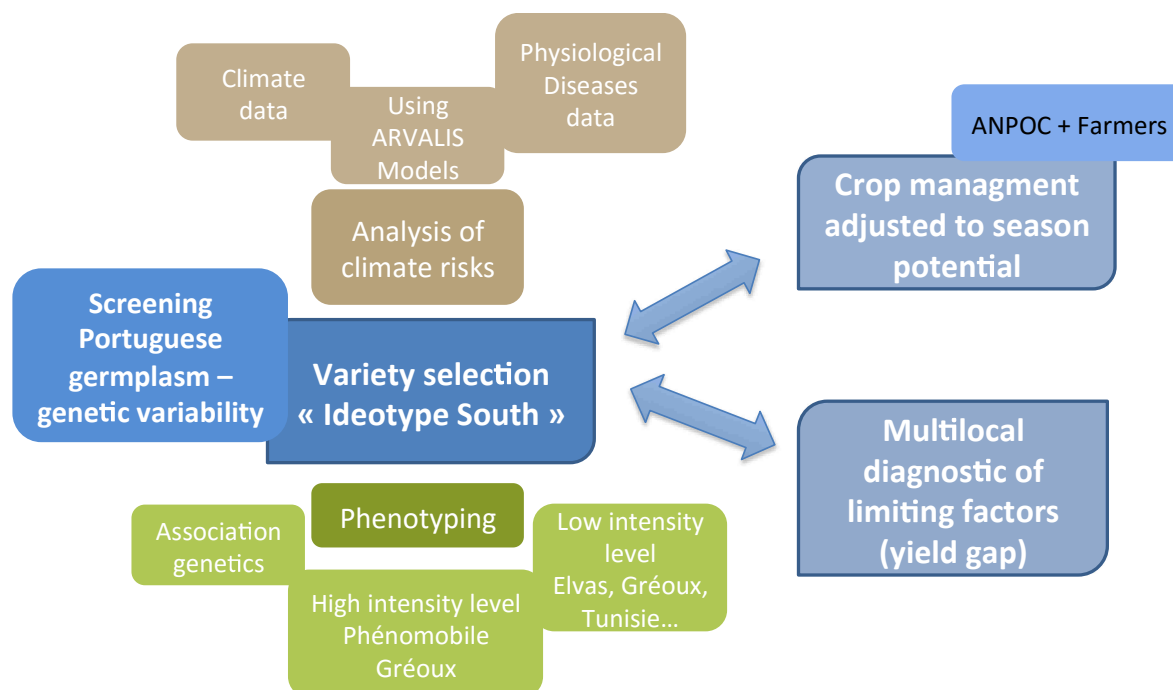 Climate
data
Using
ARVALIS
Models
Physiological
Diseases
data
Analysis of
climate risks
ANPOC + Farmers
Crop managment
adjusted to season
potential
Screening
Portuguese
germplasm –
genetic variability
Variety selection
« Ideotype South »
Multilocal
diagnostic of
limiting factors
(yield gap)
Phenotyping
Association
genetics
High intensity level
Phénomobile
Gréoux
Low intensity
level
Elvas, Gréoux,
Tunisie...